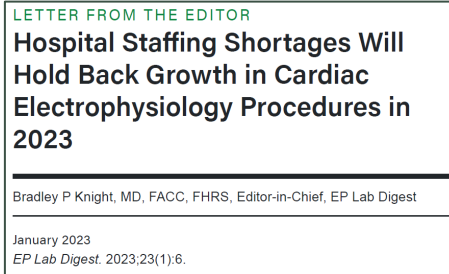 LETTER FROM THE EDITOR
Hospital Staffing Shortages Will
Hold Back Growth in Cardiac
Electrophysiology Procedures in
2023
Bradley P Knight, MD, FACC, FHRS, Editor-in-Chief, EP Lab Digest
January 2023
EP Lab Digest. 2023;23(1):6.